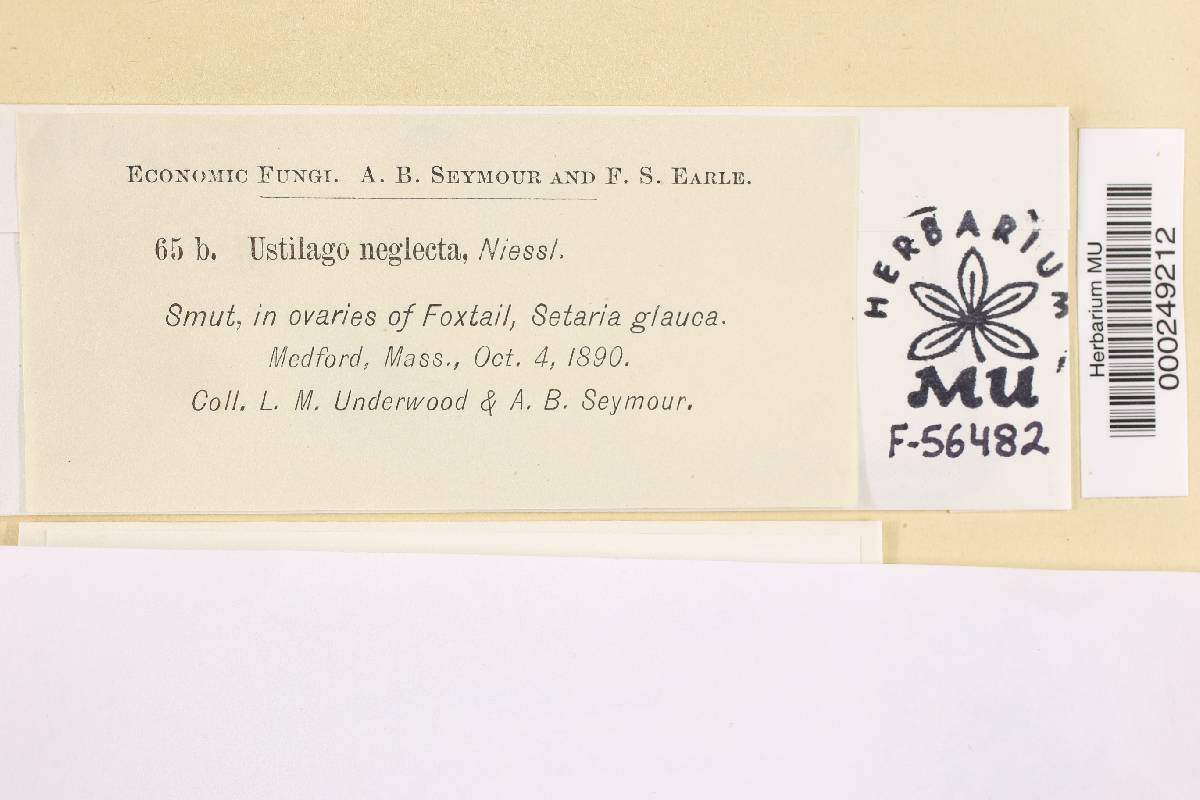 ECONOMIC FUNGI. A. B. SEYMOUR AND F. S. EARLE.
65 b. Ustilago neglecta, Niessl.
Smut, in ovaries of Foxtail, Setaria glauca.
Medford, Mass., Oct. 4, 1890.
Coll. L. M. Underwood & A. B. Seymour.
HERBARIUM
MU
F-56482
Herbarium MU
000249212